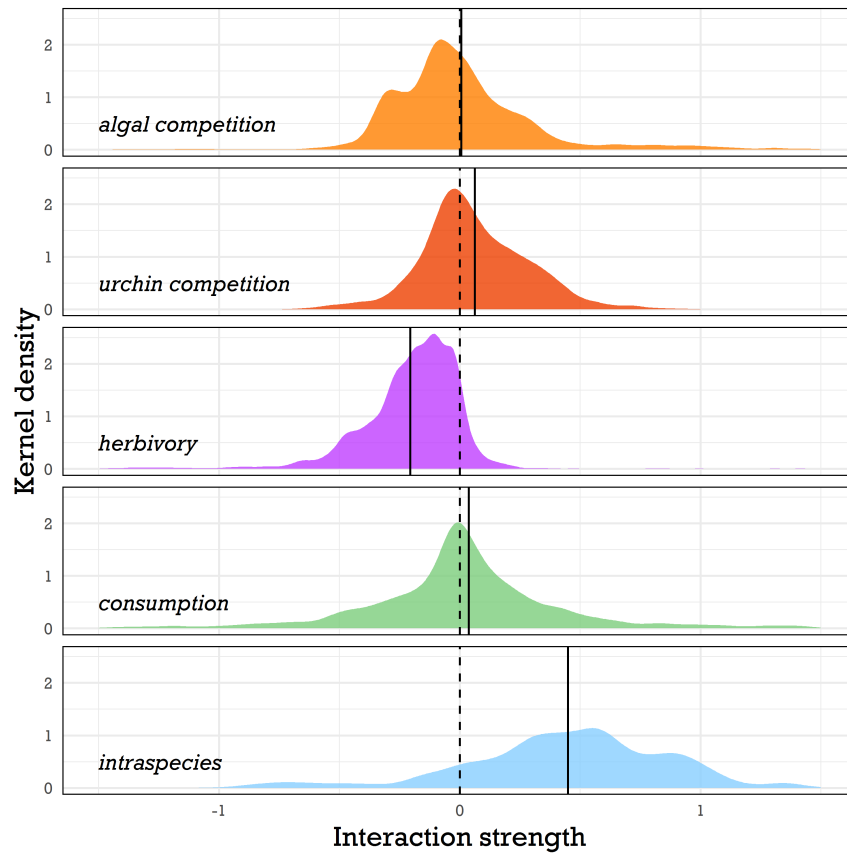 2
1
algal competition
0
2
1
urchin competition
0
Kernel density
2
1
herbivory
0
2
1
consumption
0
2
1
intraspecies
0
-1 0 1
Interaction strength